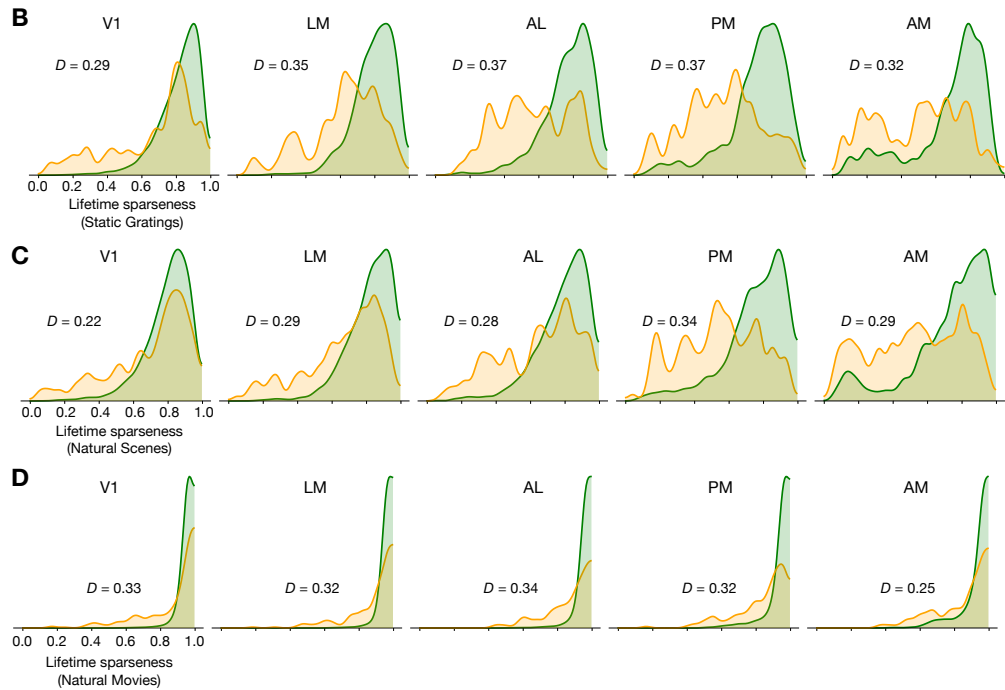 B
V1 LM AL PM AM
D = 0.29 D = 0.35 D = 0.37 D = 0.37 D = 0.32
0.0 0.2 0.4 0.6 0.8 1.0
Lifetime sparseness
(Static Gratings)
C
V1 LM AL PM AM
D = 0.22 D = 0.29 D = 0.28 D = 0.34 D = 0.29
0.0 0.2 0.4 0.6 0.8 1.0
Lifetime sparseness
(Natural Scenes)
D
V1 LM AL PM AM
D = 0.33 D = 0.32 D = 0.34 D = 0.32 D = 0.25
0.0 0.2 0.4 0.6 0.8 1.0
Lifetime sparseness
(Natural Movies)